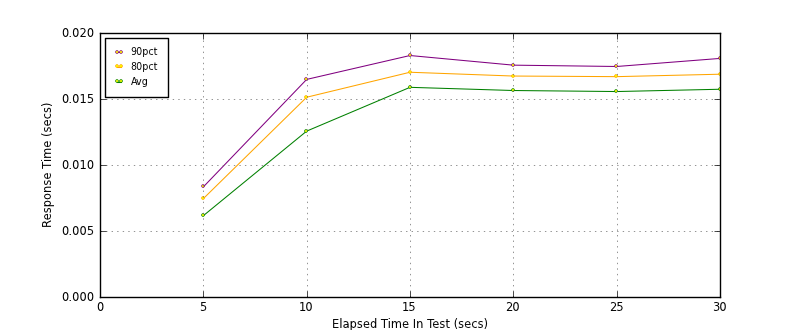 0.020
90pct
80pct
Avg
0.015
0.010
0.005
0.000
Response Time (secs)
0 5 10 15 20 25 30
Elapsed Time In Test (secs)